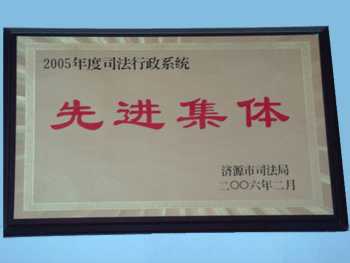 2005年度司法行政系统
先进集体
济源市司法局
二〇〇六年二月